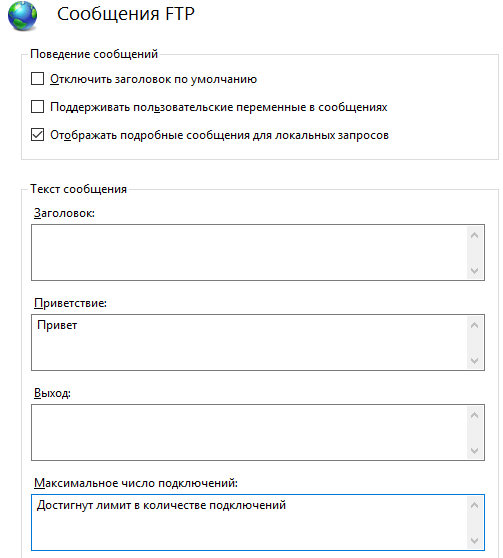 Сообщения FTP
Поведение сообщений
Отключить заголовок по умолчанию
Поддерживать пользовательские переменные в сообщениях
Отображать подробные сообщения для локальных запросов
Текст сообщения
Заголовок:
Приветствие:
Привет
Выход:
Максимальное число подключений:
Достигнут лимит в количестве подключений